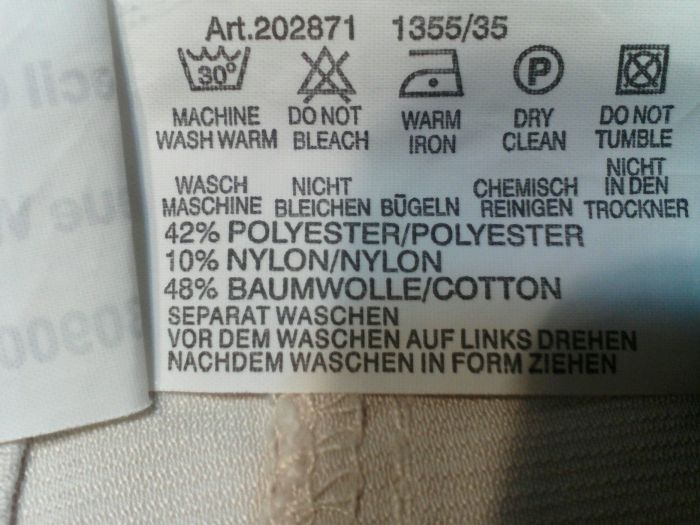 Art.202871 1355/35
30°
P
MACHINE WASH WARM
DO NOT BLEACH
WARM IRON
DRY CLEAN
DO NOT TUMBLE
WASCH MASCHINE
NICHT BLEICHEN
BÜGELN
CHEMISCH REINIGEN
NICHT IN DEN TROCKNER
42% POLYESTER/POLYESTER
10% NYLON/NYLON
48% BAUMWOLLE/COTTON
SEPARAT WASCHEN
VOR DEM WASCHEN AUF LINKS DREHEN
NACHDEM WASCHEN IN FORM ZIEHEN